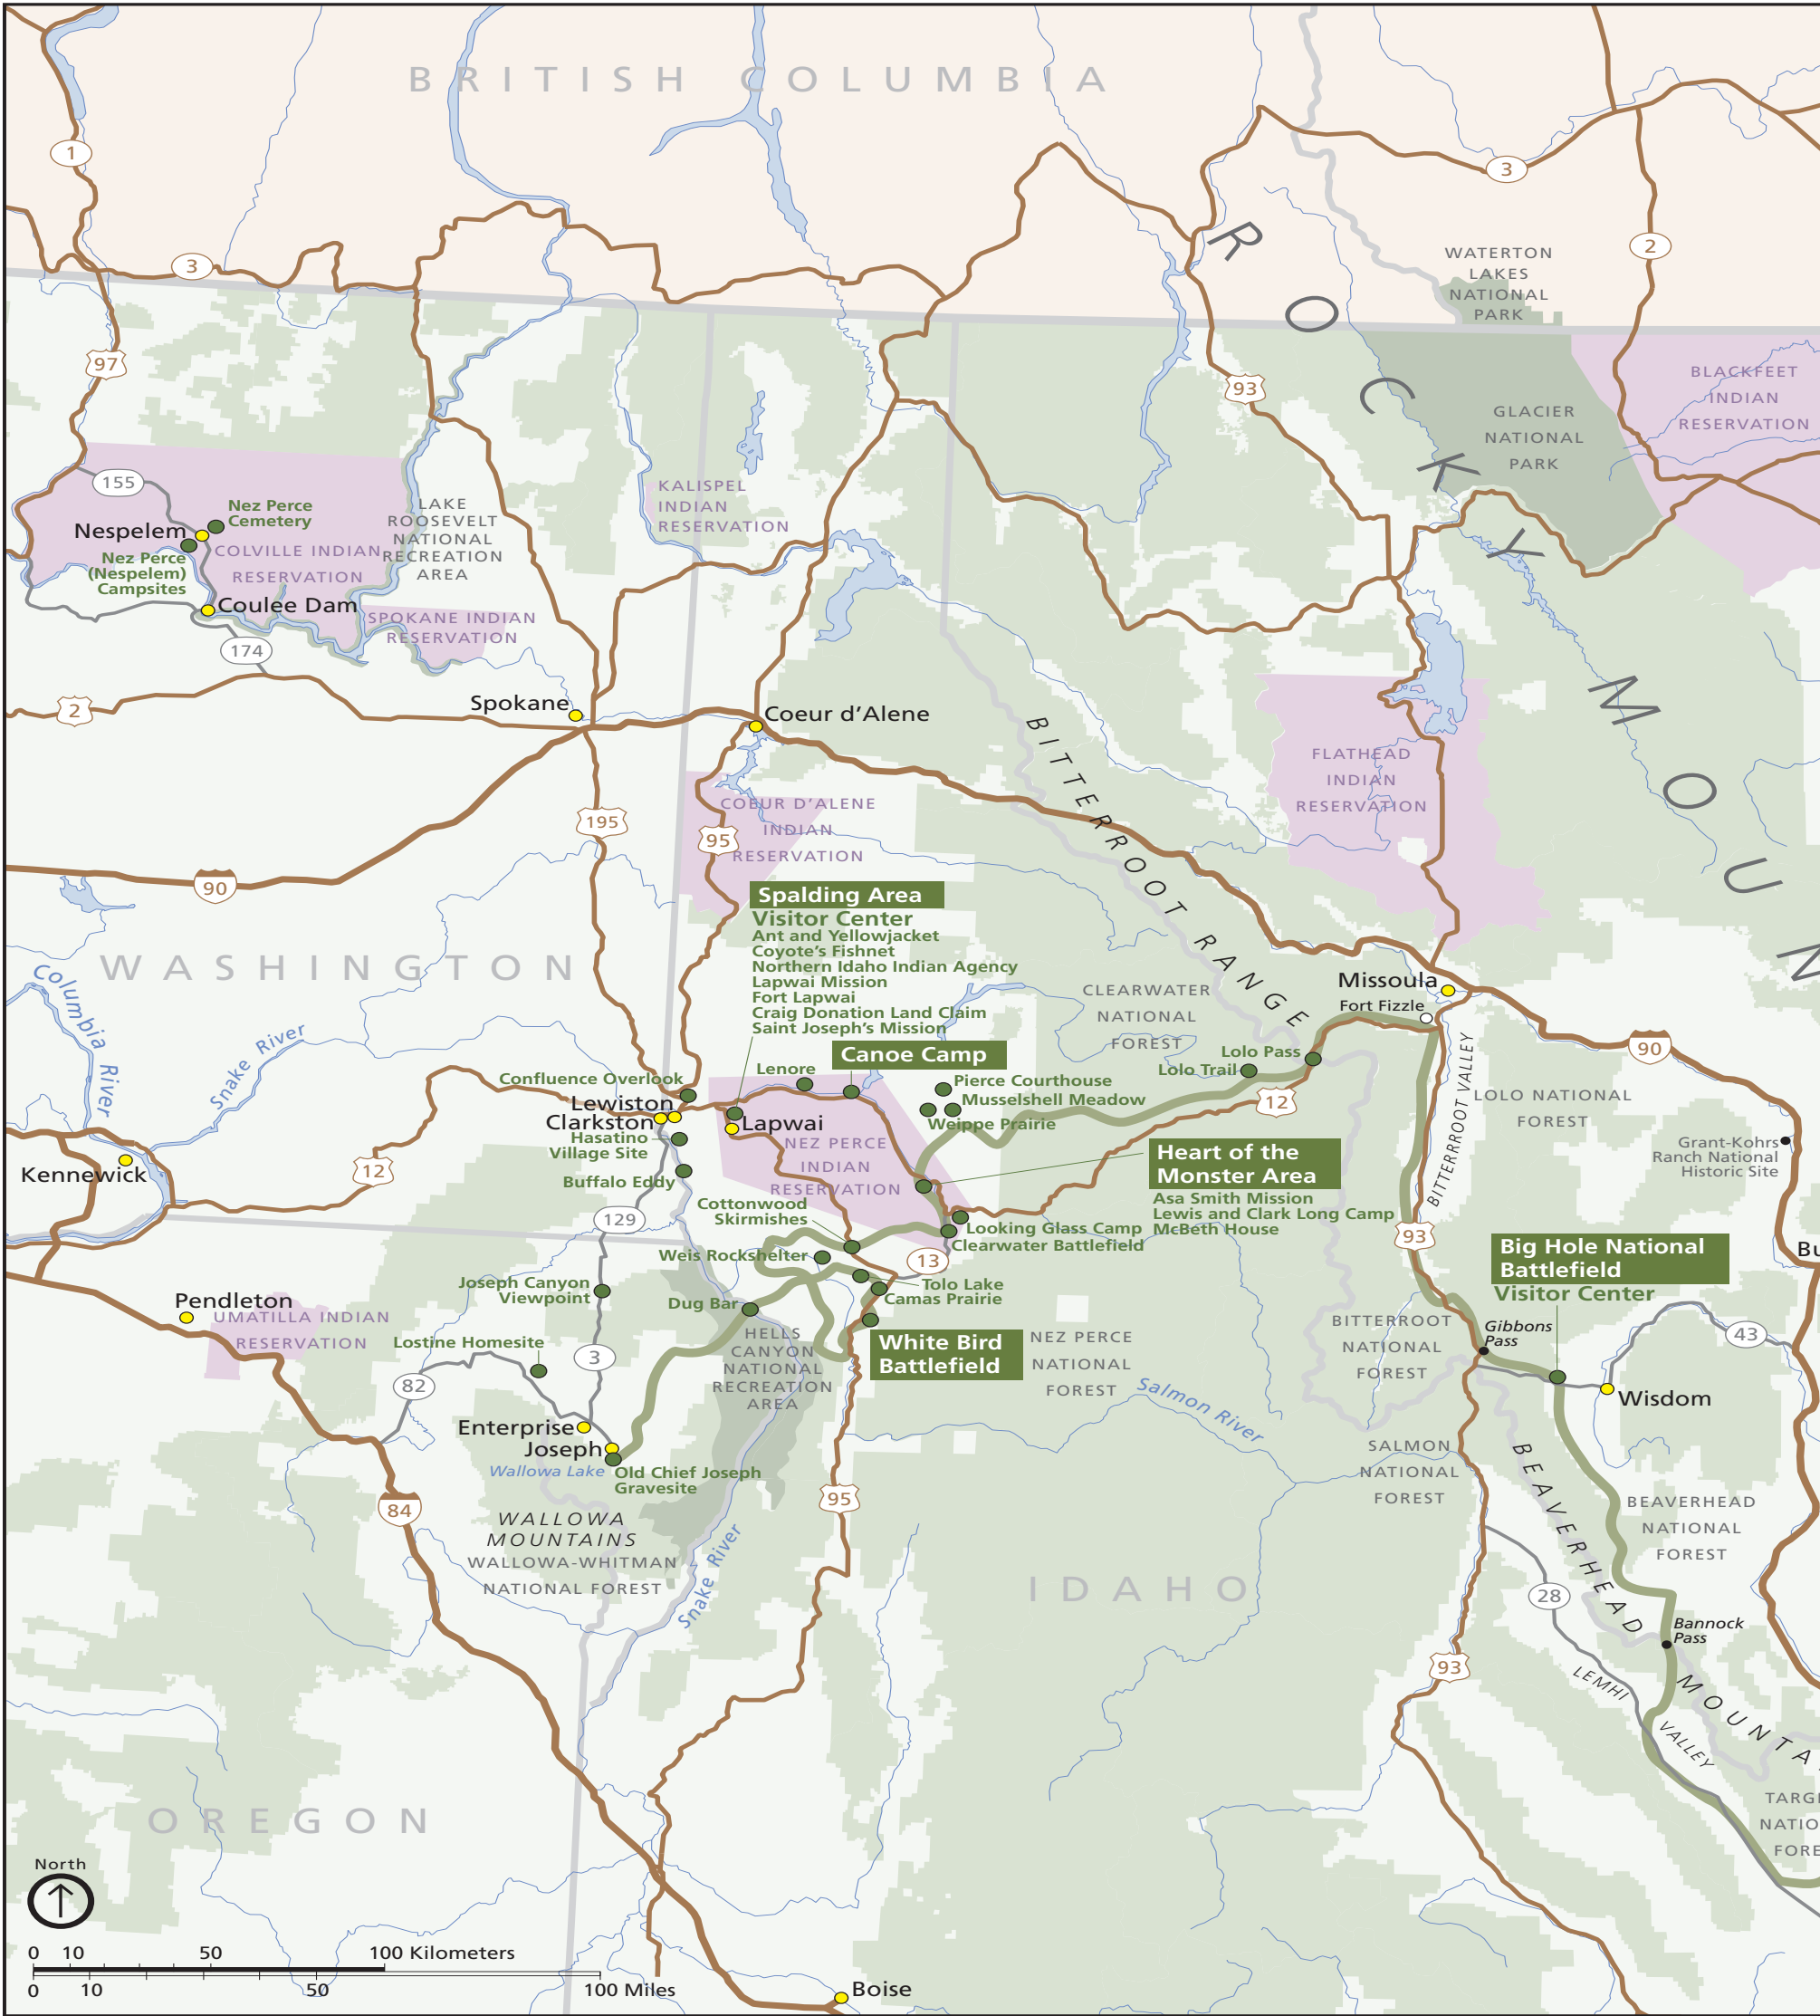 BRITISH COLUMBIA
1
3
3
2
97
93
ROCKY MOUN
WATERTON
LAKES
NATIONAL
PARK
GLACIER
NATIONAL
PARK
BLACKFEET
INDIAN
RESERVATION
155
Nez Perce
Cemetery
Nespelem
Nez Perce
(Nespelem)
Campsites
COLVILLE INDIAN
RESERVATION
LAKE
ROOSEVELT
NATIONAL
RECREATION
AREA
KALISPEL
INDIAN
RESERVATION
Coulee Dam
SPOKANE INDIAN
RESERVATION
174
2
Spokane
Coeur d’Alene
195
95
90
COEUR D’ALENE
INDIAN
RESERVATION
BITTERROOT RANGE
FLATHEAD
INDIAN
RESERVATION
WASHINGTON
Columbia River
Snake River
Spalding Area
Visitor Center
Ant and Yellowjacket
Coyote’s Fishnet
Northern Idaho Indian Agency
Lapwai Mission
Fort Lapwai
Craig Donation Land Claim
Saint Joseph’s Mission
Canoe Camp
Lenore
CLEARWATER
NATIONAL
FOREST
Missoula
Fort Fizzle
Lolo Pass
Lolo Trail
12
90
BITTERROOT VALLEY
LOLO NATIONAL
FOREST
Grant-Kohrs
Ranch National
Historic Site
Confluence Overlook
Lewiston
Clarkston
Hasatino
Village Site
Buffalo Eddy
Lapwai
NEZ PERCE
INDIAN
RESERVATION
Pierce Courthouse
Musselshell Meadow
Weippe Prairie
Heart of the
Monster Area
Asa Smith Mission
Lewis and Clark Long Camp
McBeth House
Kennewick
12
129
Cottonwood
Skirmishes
Looking Glass Camp
Clearwater Battlefield
Weis Rockshelter
13
Tolo Lake
Camas Prairie
93
Big Hole National
Battlefield
Visitor Center
Bu
Joseph Canyon
Viewpoint
Dug Bar
Pendleton
UMATILLA INDIAN
RESERVATION
Lostine Homesite
3
82
White Bird
Battlefield
HELLS
CANYON
NATIONAL
RECREATION
AREA
NEZ PERCE
NATIONAL
FOREST
Salmon River
BITTERROOT
NATIONAL
FOREST
Gibbons
Pass
43
Wisdom
Enterprise
Joseph
Wallowa Lake
Old Chief Joseph
Gravesite
WALLOWA
MOUNTAINS
WALLOWA-WHITMAN
NATIONAL FOREST
Snake River
84
95
SALMON
NATIONAL
FOREST
BEAVERHEAD MOUNTA
BEAVERHEAD
NATIONAL
FOREST
IDAHO
28
Bannock
Pass
93
LEMHI VALLEY
TARG
NATIO
FORE
OREGON
North
0 10 50 100 Kilometers
0 10 50 100 Miles
Boise